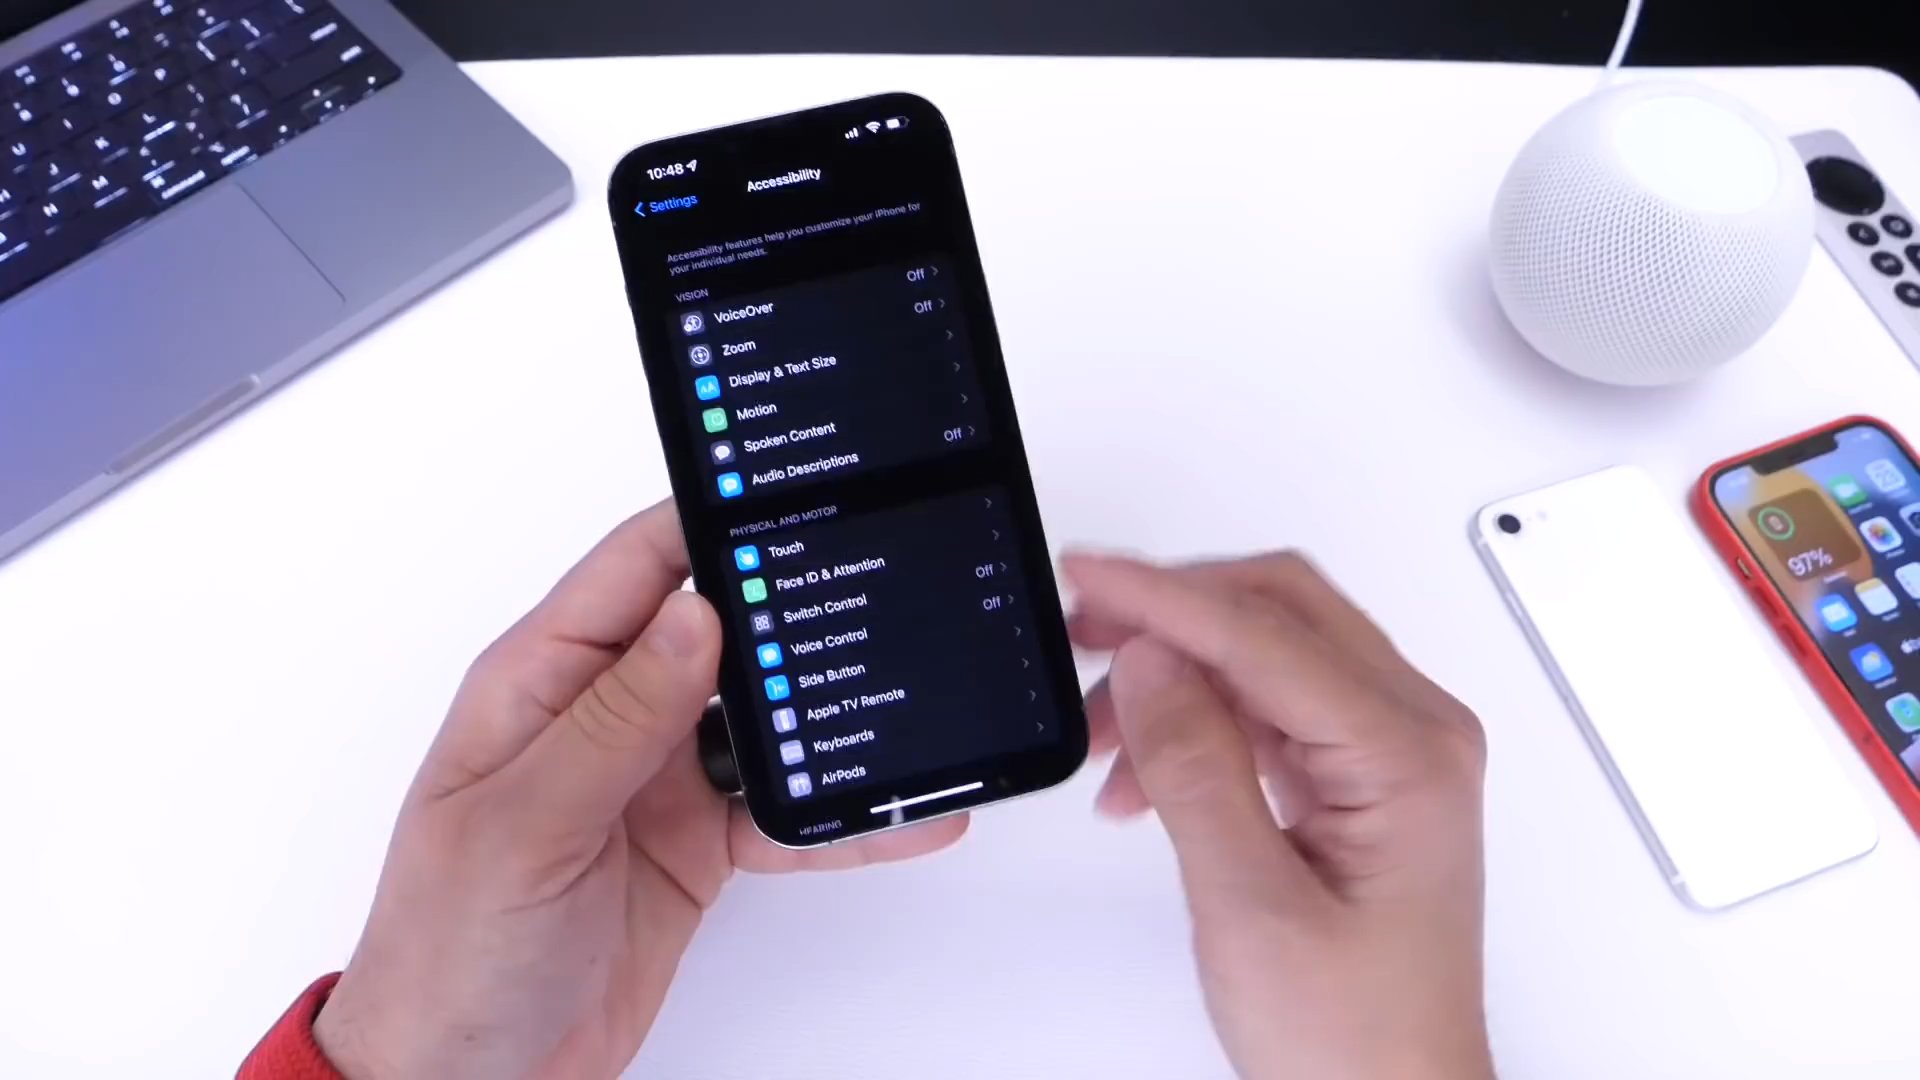 10:48
Accessibility
Settings
Accessibility features help you customize your iPhone for
your individual needs.
VISION
VoiceOver Off
Zoom Off
Display & Text Size
Motion
Spoken Content
Audio Descriptions Off
PHYSICAL AND MOTOR
Touch
Face ID & Attention
Switch Control Off
Voice Control Off
Side Button
Apple TV Remote
Keyboards
AirPods
HEARING
97%
command
option